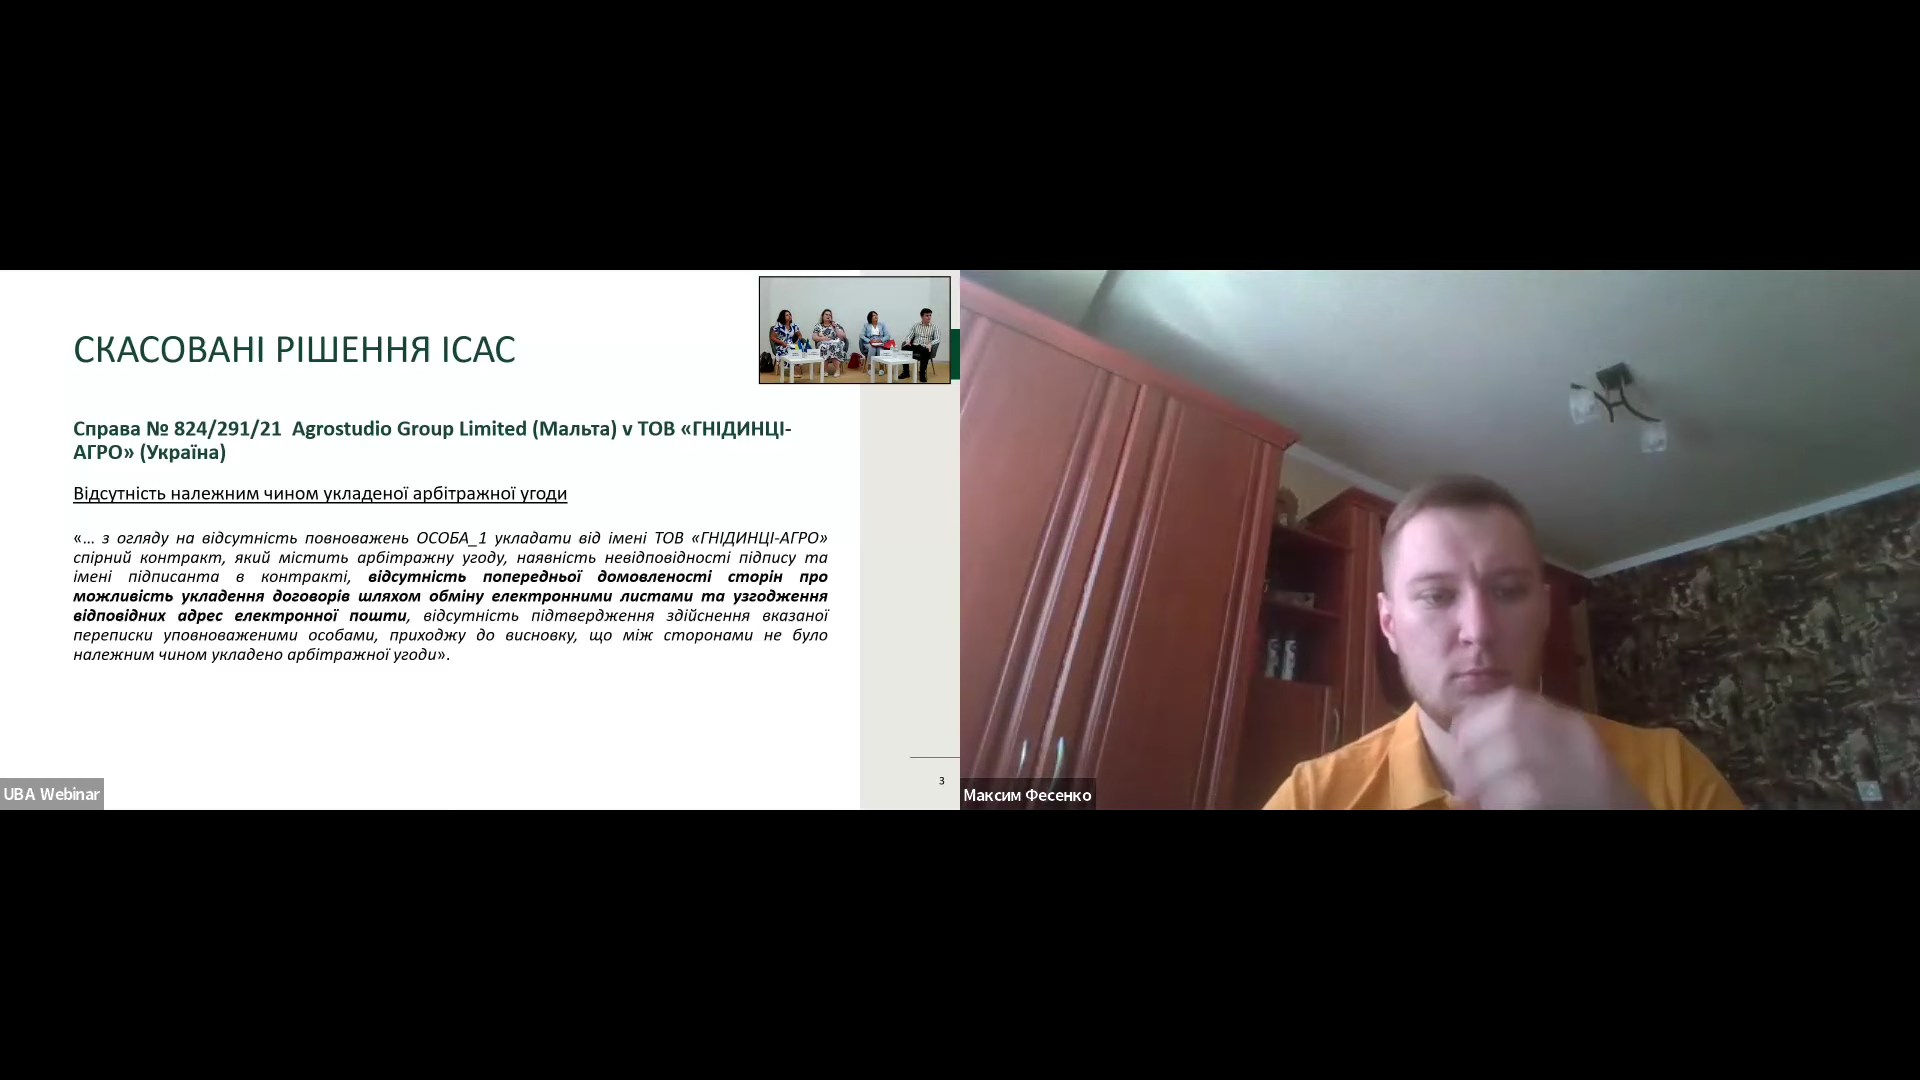 СКАСОВАНІ РІШЕННЯ ІСАС
Справа № 824/291/21 Agrostudio Group Limited (Мальта) v ТОВ «ГНІДИНЦІ-
АГРО» (Україна)
Відсутність належним чином укладеної арбітражної угоди
«… з огляду на відсутність повноважень ОСОБА_1 укладати від імені ТОВ «ГНІДИНЦІ-АГРО»
спірний контракт, який містить арбітражну угоду, наявність невідповідності підпису та
імені підписанта в контракті, відсутність попередньої домовленості сторін про
можливість укладення договорів шляхом обміну електронними листами та узгодження
відповідних адрес електронної пошти, відсутність підтвердження здійснення вказаної
переписки уповноваженими особами, приходжу до висновку, що між сторонами не було
належним чином укладено арбітражної угоди».
3
UBA Webinar
Максим Фесенко